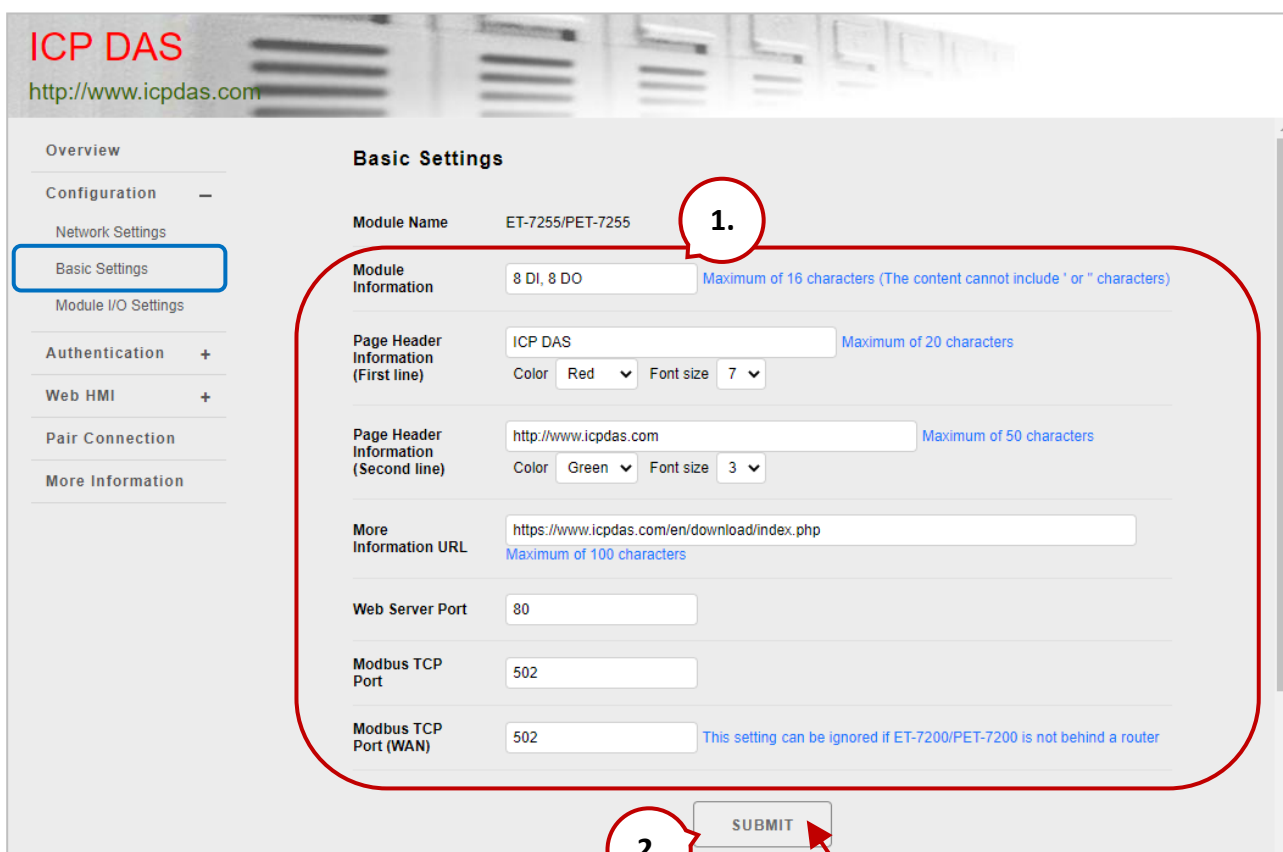 ICP DAS
http://www.icpdas.com
Overview
Configuration −
Network Settings
Basic Settings
Module I/O Settings
Authentication +
Web HMI +
Pair Connection
More Information
Basic Settings
Module Name ET-7255/PET-7255
1.
Module
Information
8 DI, 8 DO Maximum of 16 characters (The content cannot include ' or " characters)
Page Header
Information
(First line)
ICP DAS Maximum of 20 characters
Color Red Font size 7
Page Header
Information
(Second line)
http://www.icpdas.com Maximum of 50 characters
Color Green Font size 3
More
Information URL
https://www.icpdas.com/en/download/index.php
Maximum of 100 characters
Web Server Port 80
Modbus TCP
Port
502
Modbus TCP
Port (WAN)
502 This setting can be ignored if ET-7200/PET-7200 is not behind a router
SUBMIT
2